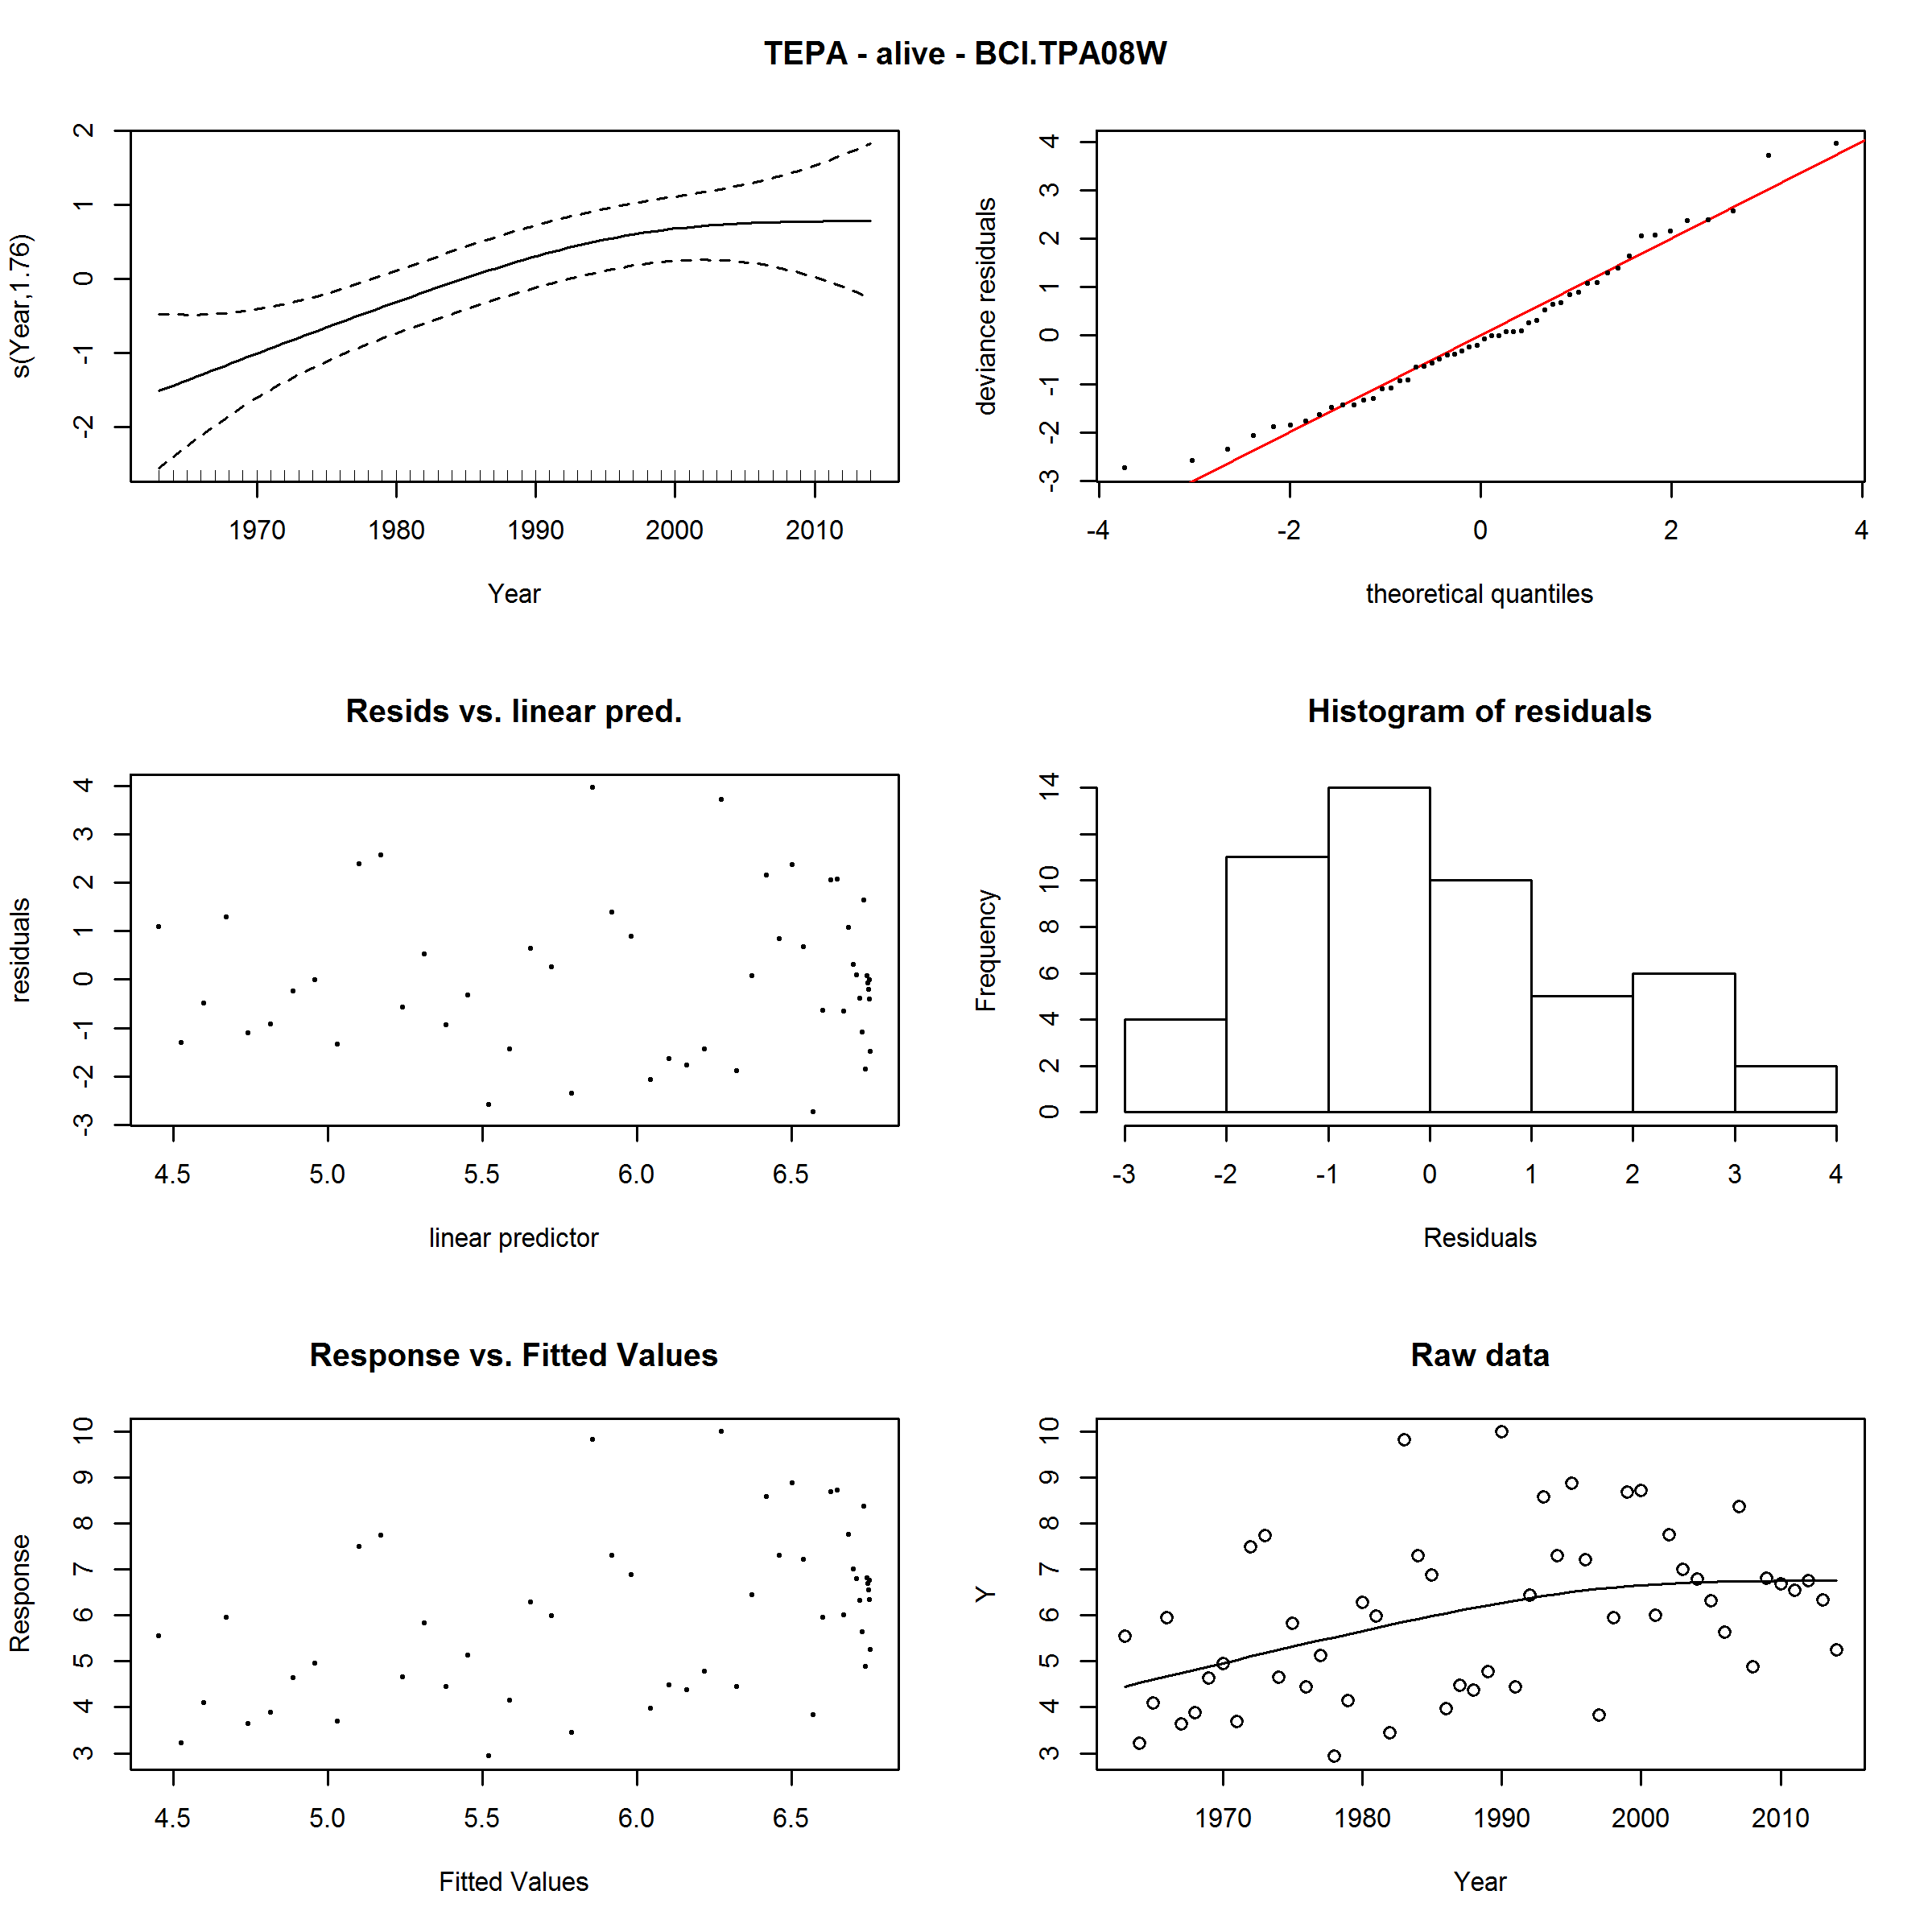 TEPA - alive - BCI.TPA08W
s(Year,1.76)
2
1
0
-1
-2
1970 1980 1990 2000 2010
Year
deviance residuals
4
3
2
1
0
-1
-2
-3
-4 -2 0 2 4
theoretical quantiles
Resids vs. linear pred.
residuals
4
3
2
1
0
-1
-2
-3
4.5 5.0 5.5 6.0 6.5
linear predictor
Histogram of residuals
Frequency
14
10
8
6
4
2
0
-3 -2 -1 0 1 2 3 4
Residuals
Response vs. Fitted Values
Response
10
9
8
7
6
5
4
3
4.5 5.0 5.5 6.0 6.5
Fitted Values
Raw data
Y
10
9
8
7
6
5
4
3
1970 1980 1990 2000 2010
Year